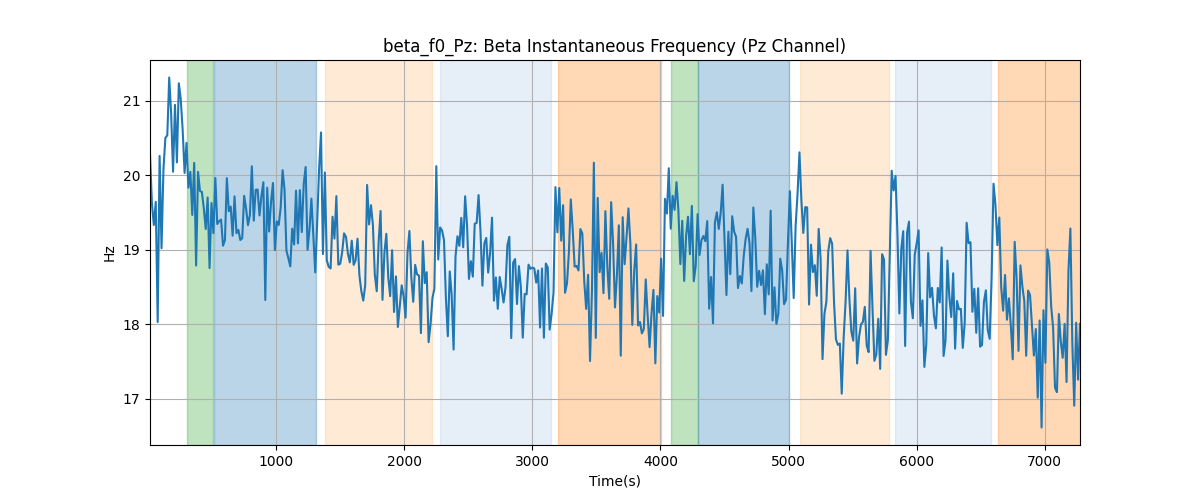 beta_f0_Pz: Beta Instantaneous Frequency (Pz Channel)
21
20
19
18
17
Hz
1000 2000 3000 4000 5000 6000 7000
Time(s)